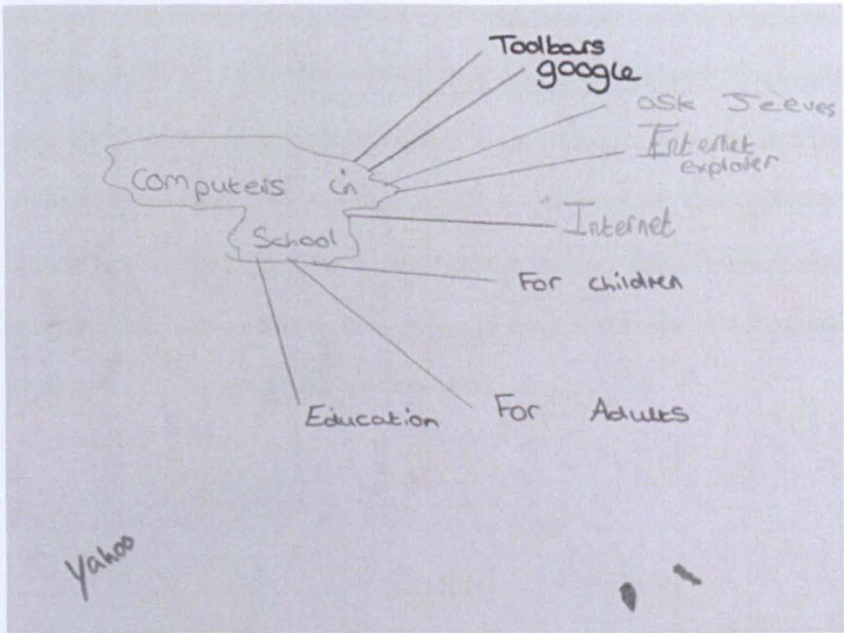 Toolbars
google
ask Jeeves
Internet
explorer
Computers in
School
Internet
For children
For Adults
Education
Yahoo